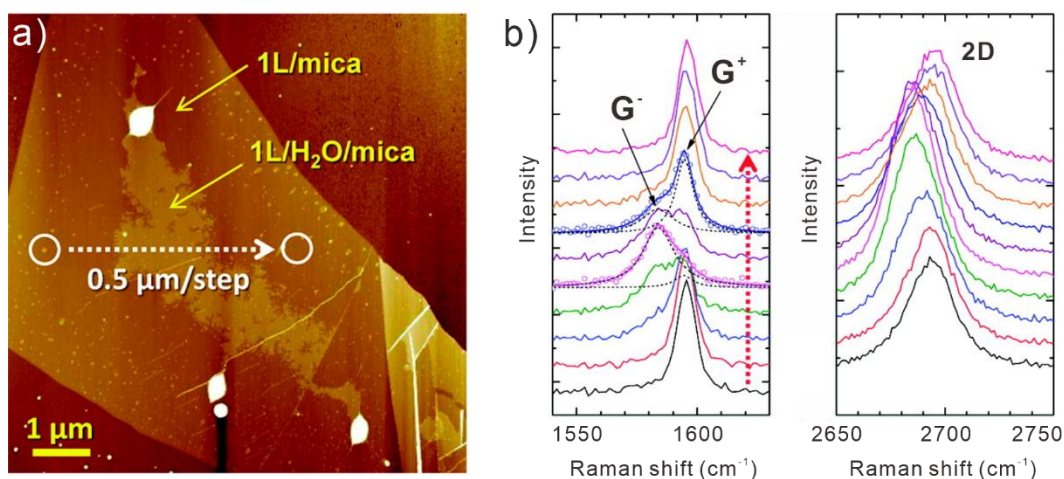 a)
1L/mica
1L/H₂O/mica
0.5 μm/step
1 μm
b)
G⁻
G⁺
Intensity
1550
1600
Raman shift (cm⁻¹)
2D
Intensity
2650
2700
2750
Raman shift (cm⁻¹)